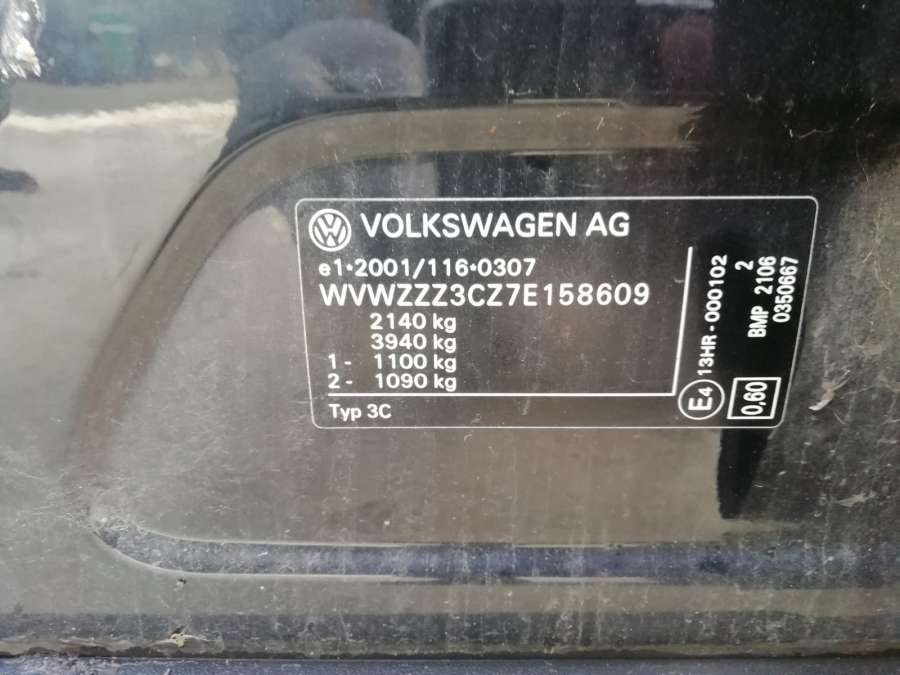 VOLKSWAGEN AG
e1*2001/116*0307
WVWZZZ3CZ7E158609
2140 kg
3940 kg
1 - 1100 kg
2 - 1090 kg
Typ 3C
E4 13HR-000102
0,60
2
BMP 2106
0350667